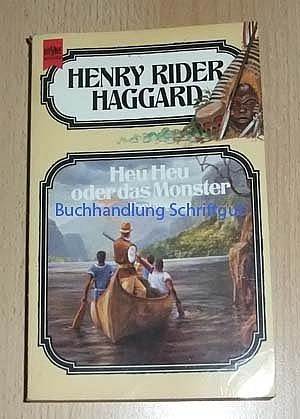 HEYNE
HENRY RIDER
HAGGARD
Heu Heu
oder das Monster
Buchhandlung Schriftgut